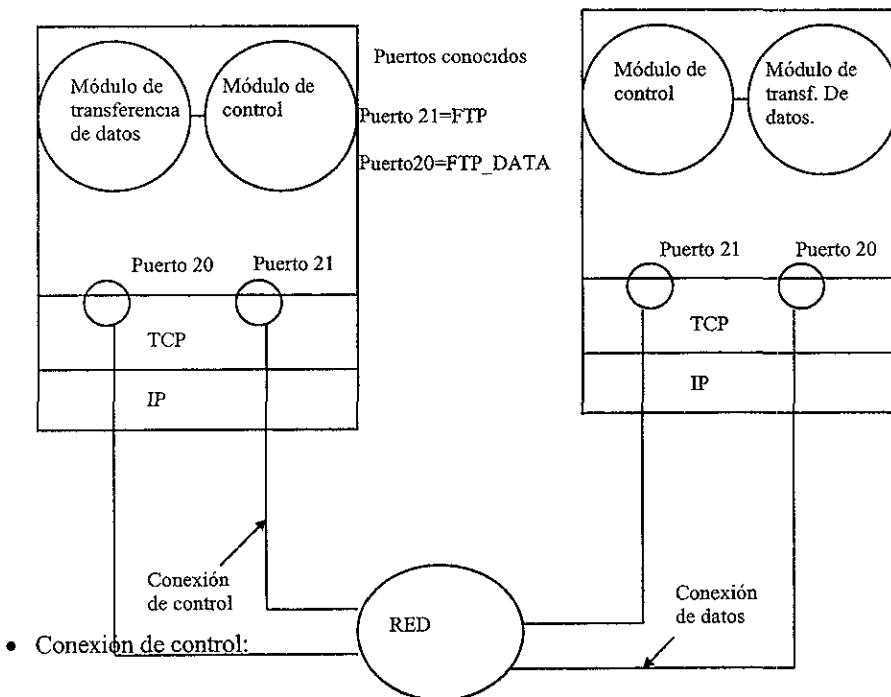 Módulo de
transferencia
de datos
Módulo de
control
Puertos conocidos
Puerto 21=FTP
Puerto20=FTP_DATA
Módulo de
control
Módulo de
transf. De
datos.
Puerto 20
Puerto 21
Puerto 21
Puerto 20
TCP
IP
TCP
IP
Conexión
de control
RED
Conexión
de datos
• Conexión de control: